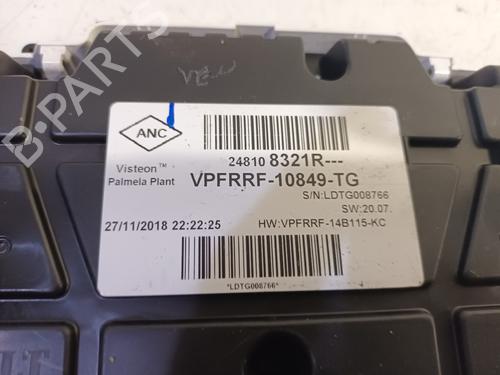 ANC
Visteon™
Palmela Plant
24810 8321R---
VPFRRF-10849-TG
S/N:LDTG008766
SW:20.07.
27/11/2018 22:22:25
HW:VPFRRF-14B115-KC
*LDTG008766*
B-PARTS